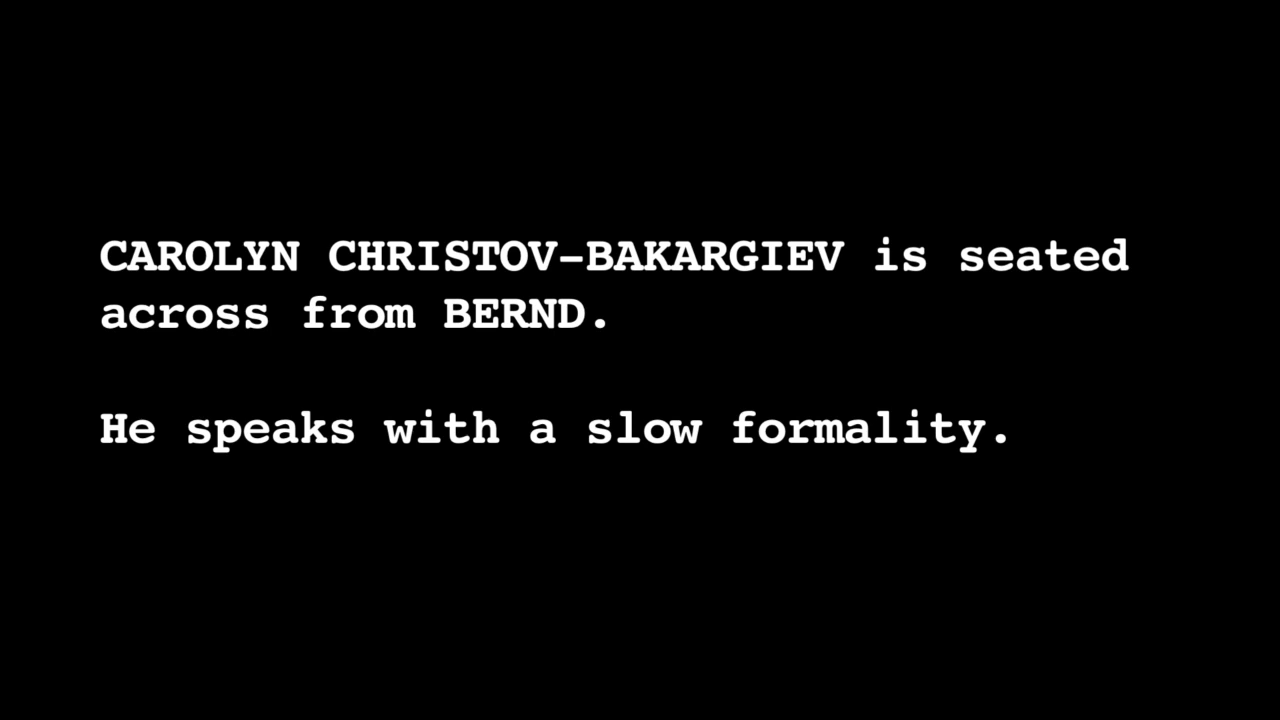 CAROLYN CHRISTOV-BAKARGIEV is seated
across from BERND.
He speaks with a slow formality.